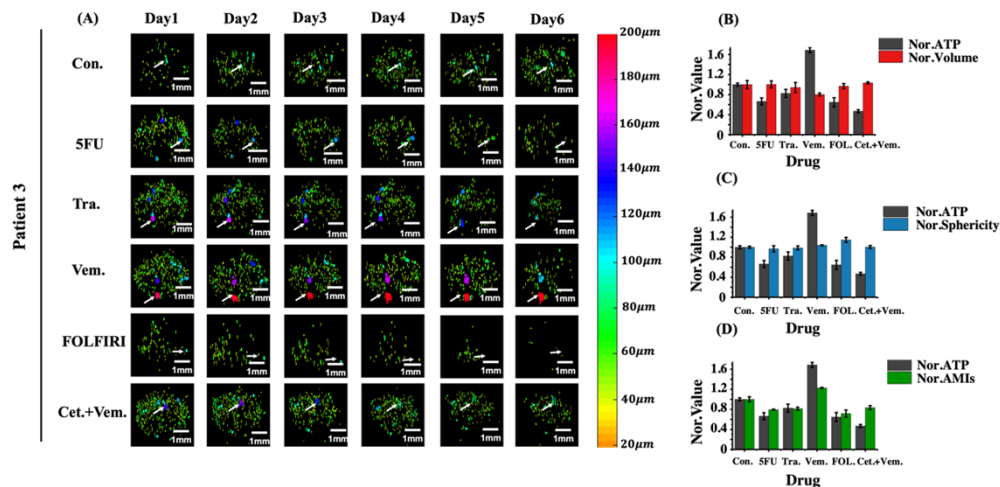 (A) Day1 Day2 Day3 Day4 Day5 Day6
Patient 3
Con.
1mm 1mm 1mm 1mm 1mm 1mm
5FU
1mm 1mm 1mm 1mm 1mm 1mm
Tra.
1mm 1mm 1mm 1mm 1mm 1mm
Vem.
1mm 1mm 1mm 1mm 1mm 1mm
FOLFIRI
1mm 1mm 1mm 1mm 1mm 1mm
Cet.+Vem.
1mm 1mm 1mm 1mm 1mm 1mm
200μm
180μm
160μm
140μm
120μm
100μm
80μm
60μm
40μm
20μm
(B)
Nor.ATP
Nor.Volume
Nor.Value
1.6
1.2
0.8
0.4
0
Con. 5FU Tra. Vem. FOL. Cet.+Vem.
Drug
(C)
Nor.ATP
Nor.Sphericity
Nor.Value
1.6
1.2
0.8
0.4
0
Con. 5FU Tra. Vem. FOL. Cet.+Vem.
Drug
(D)
Nor.ATP
Nor.AMIs
Nor.Value
1.6
1.2
0.8
0.4
0
Con. 5FU Tra. Vem. FOL. Cet.+Vem.
Drug